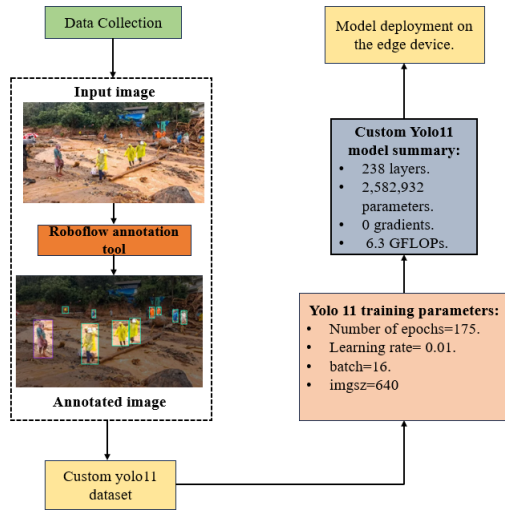 Data Collection
Input image
Roboflow annotation
tool
Annotated image
Custom yolo11
dataset
Yolo 11 training parameters:
• Number of epochs=175.
• Learning rate= 0.01.
• batch=16.
• imgsz=640
Custom Yolo11
model summary:
• 238 layers.
• 2,582,932
parameters.
• 0 gradients.
• 6.3 GFLOPs.
Model deployment on
the edge device.